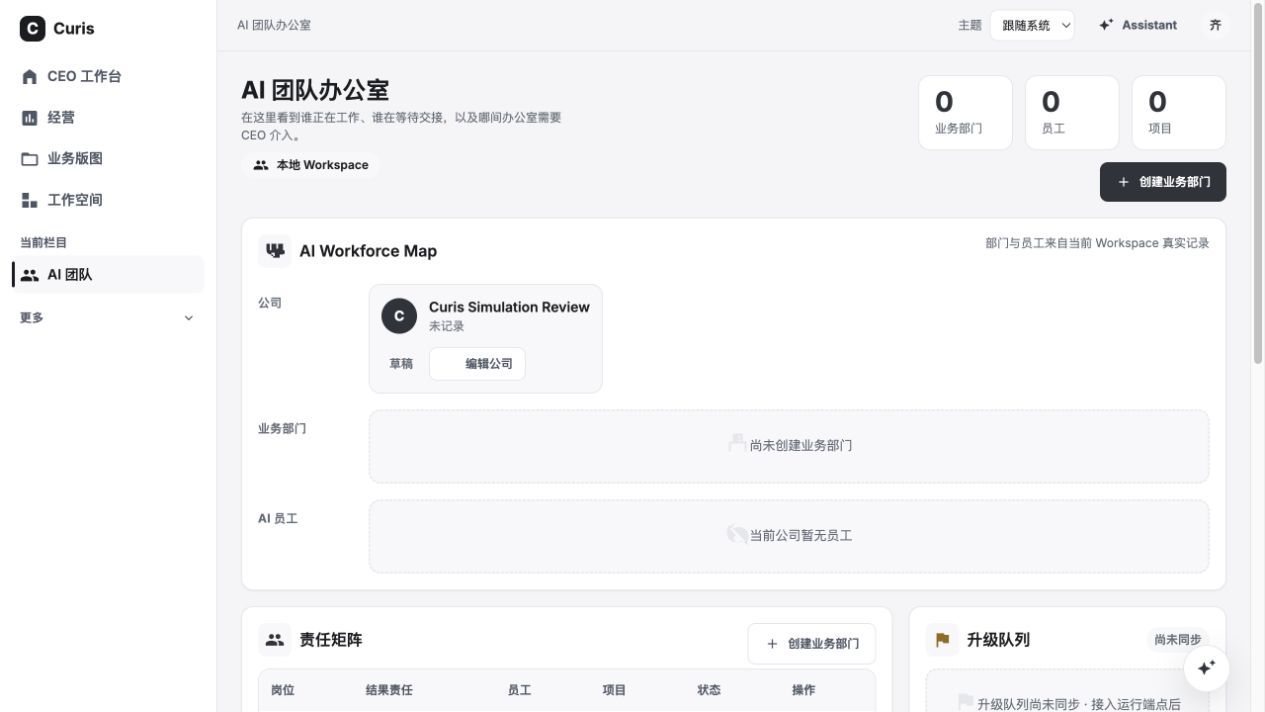 C Curis
CEO 工作台
经营
业务版图
工作空间
当前栏目
AI 团队
更多
AI 团队办公室
主题
跟随系统
Assistant
齐
AI 团队办公室
在这里看到谁正在工作、谁在等待交接，以及哪间办公室需要
CEO 介入。
本地 Workspace
0
业务部门
0
员工
0
项目
+ 创建业务部门
AI Workforce Map
部门与员工来自当前 Workspace 真实记录
公司
C
Curis Simulation Review
未记录
草稿
编辑公司
业务部门
尚未创建业务部门
AI 员工
当前公司暂无员工
责任矩阵
+ 创建业务部门
岗位 结果责任 员工 项目 状态 操作
升级队列
尚未同步
升级队列尚未同步 · 接入运行端点后